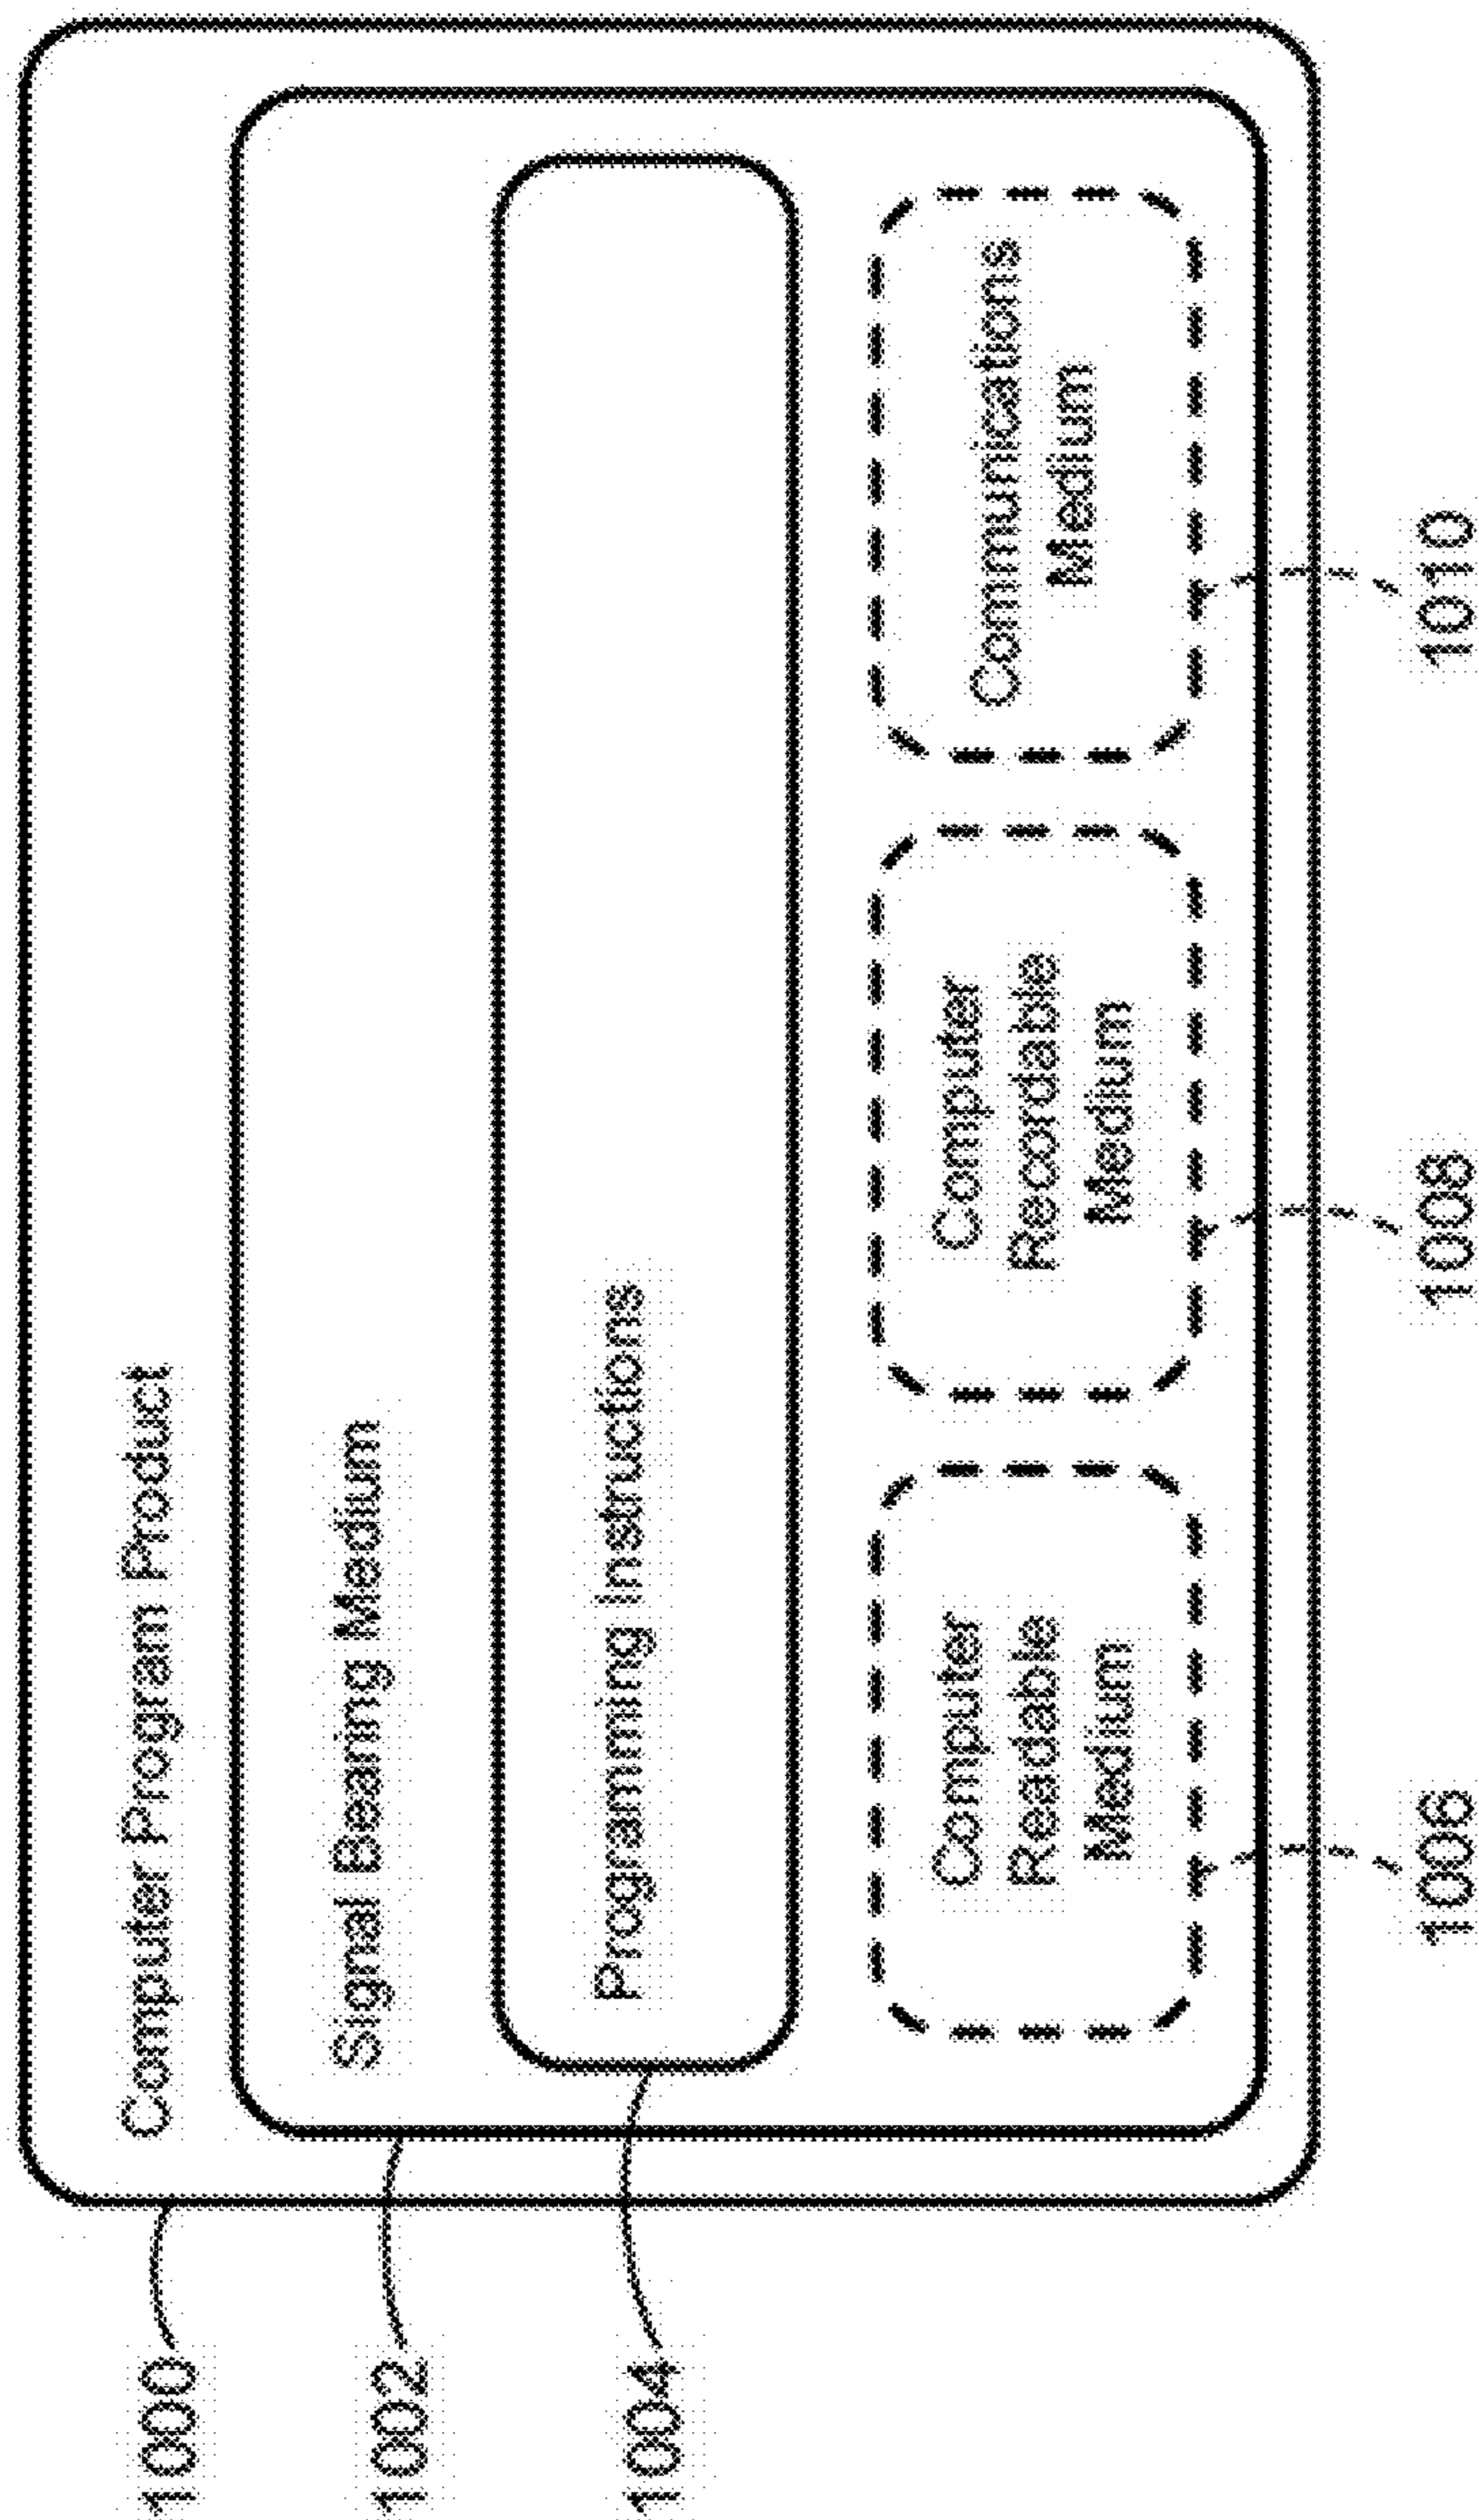 1000
Computer Program Product
1002
Signal Bearing Medium
1004
Programming Instructions
Computer
Readable
Medium
Computer
Recordable
Medium
Communications
Medium
1006
1008
1010